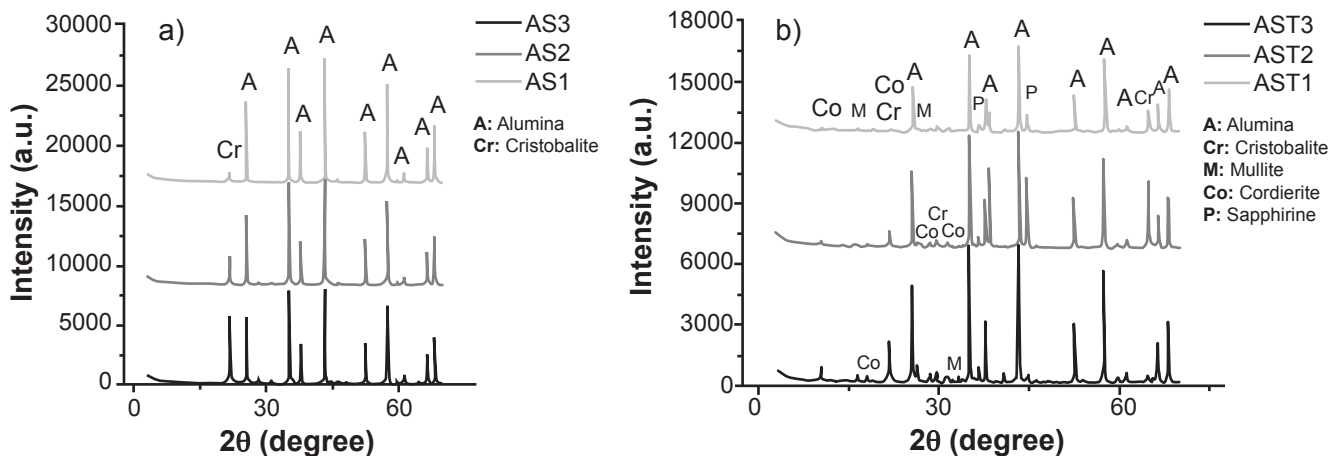 a)
30000
25000
20000
15000
10000
5000
0
Intensity (a.u.)
0 30 60
2θ (degree)
AS3
AS2
AS1
A: Alumina
Cr: Cristobalite
Cr
A
A
A
A
A
A
A
A
A
b)
18000
15000
12000
9000
6000
3000
0
Intensity (a.u.)
0 30 60
2θ (degree)
AST3
AST2
AST1
A: Alumina
Cr: Cristobalite
M: Mullite
Co: Cordierite
P: Sapphirine
Co
M
Co
Cr
A
M
A
P
A
A
P
A
A
A
Cr
A
A
Cr
Co
Co
Co
M